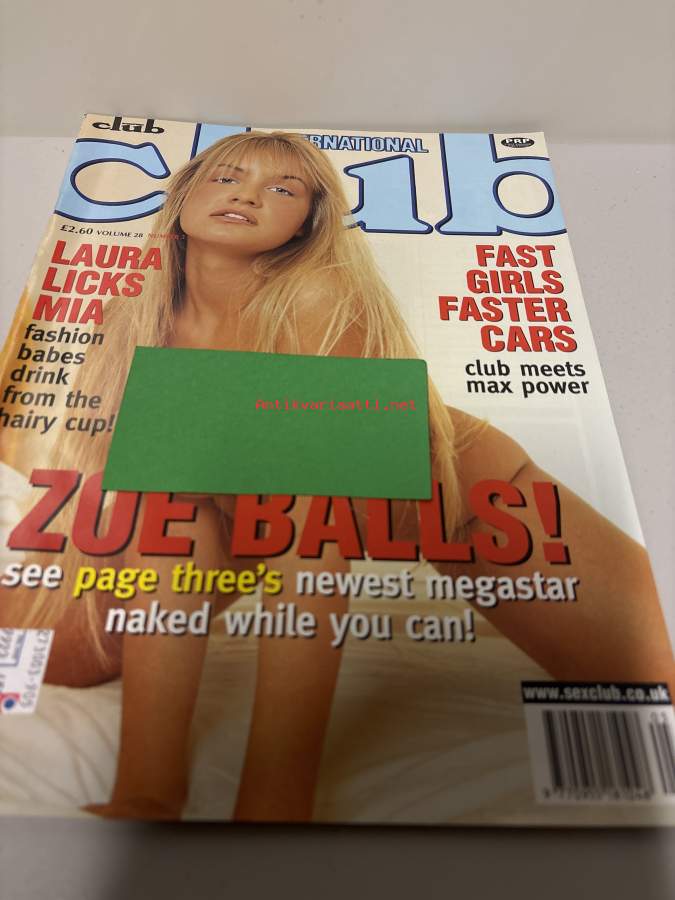 club
INTERNATIONAL
PRP
club
£2.60 VOLUME 28 NUMBER
LAURA
LICKS
MIA
fashion
babes
drink
from the
hairy cup!
FAST
GIRLS
FASTER
CARS
club meets
max power
Antikvariaatti.net
ZOE BALLS!
see page three's newest megastar
naked while you can!
www.sexclub.co.uk